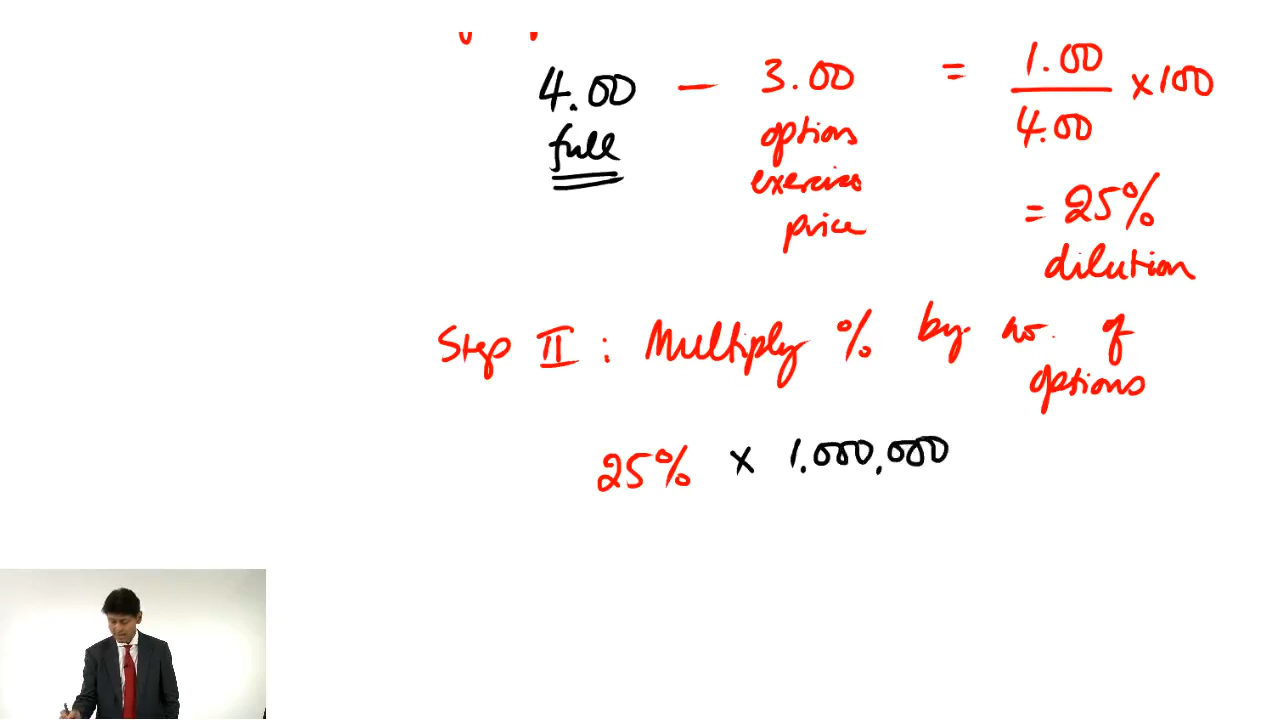 4.00 – 3.00 = 1.00/4.00 ×100
full options exercise price
= 25% dilution
Step II : Multiply % by no. of options
25% × 1.000,000